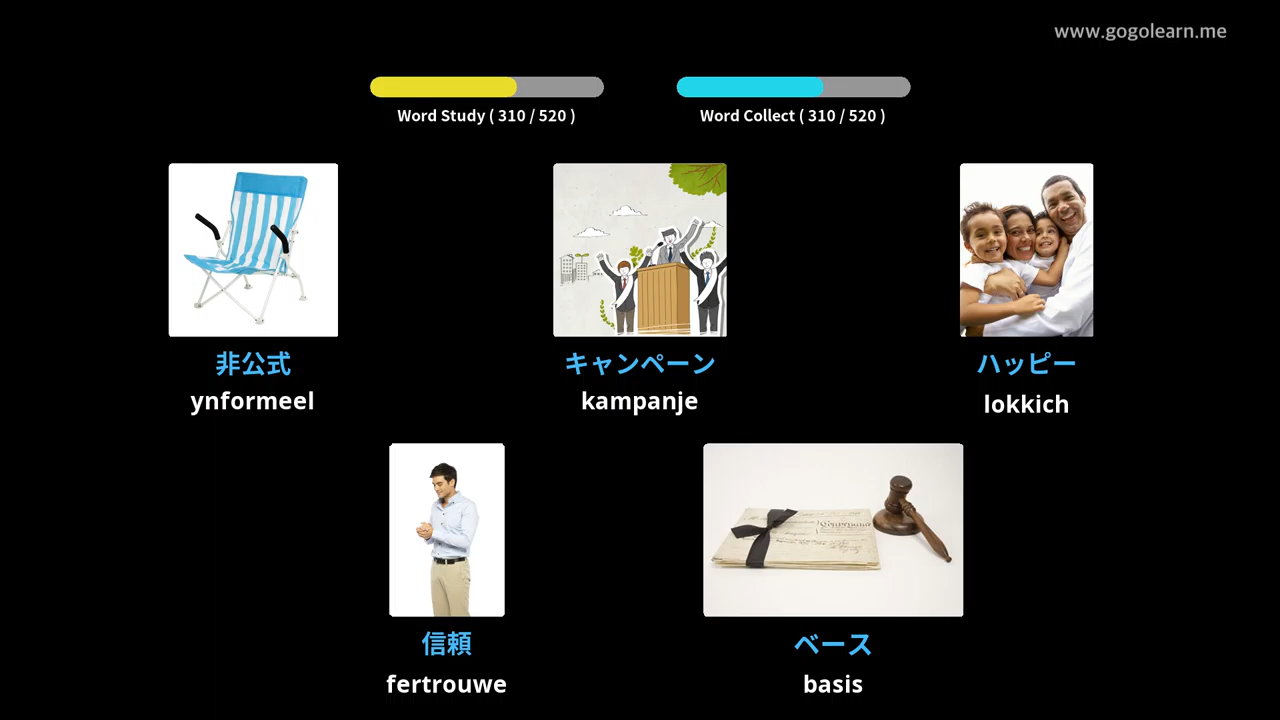 www.gogolearn.me
Word Study ( 310 / 520 )
Word Collect ( 310 / 520 )
非公式
ynformeel
キャンペーン
kampanje
ハッピー
lokkich
信頼
fertrouwe
ベース
basis